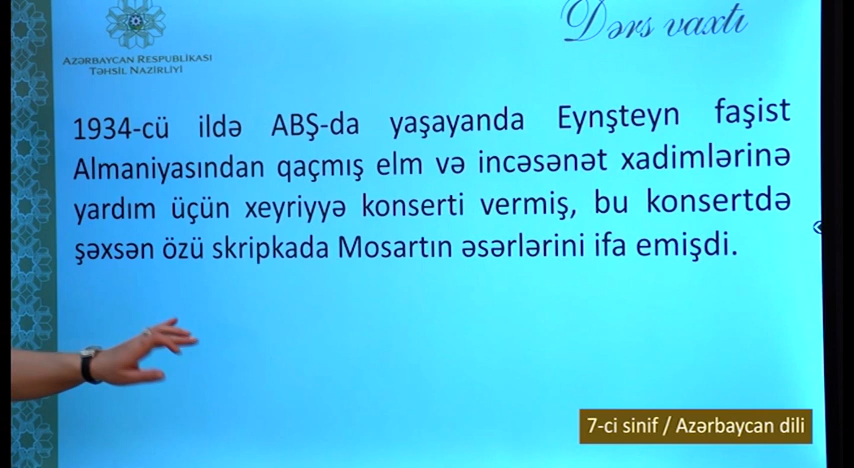 AZƏRBAYCAN RESPUBLİKASI
TƏHSİL NAZİRLİYİ
Dərs vaxtı
1934-cü ildə ABŞ-da yaşayanda Eynşteyn faşist
Almaniyasından qaçmış elm və incəsənət xadimlərinə
yardım üçün xeyriyyə konserti vermiş, bu konsertdə
şəxsən özü skripkada Mosartın əsərlərini ifa emişdi.
7-ci sinif / Azərbaycan dili